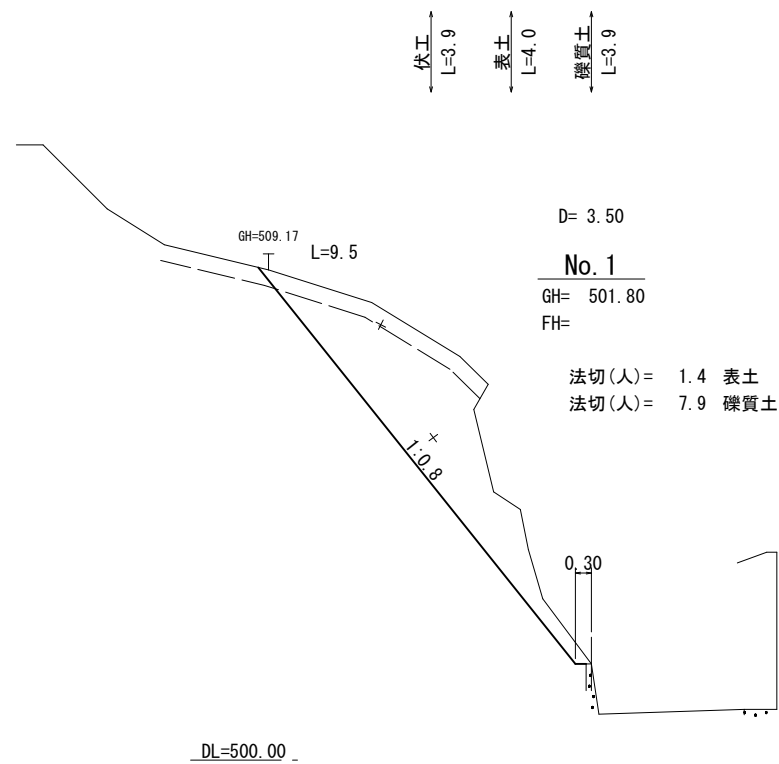 伏工
L=3.9
表土
L=4.0
礫質土
L=3.9
D= 3.50
GH=509.17
L=9.5
No.1
GH= 501.80
FH=
法切(人)= 1.4 表土
法切(人)= 7.9 礫質土
1:0.8
0.30
DL=500.00